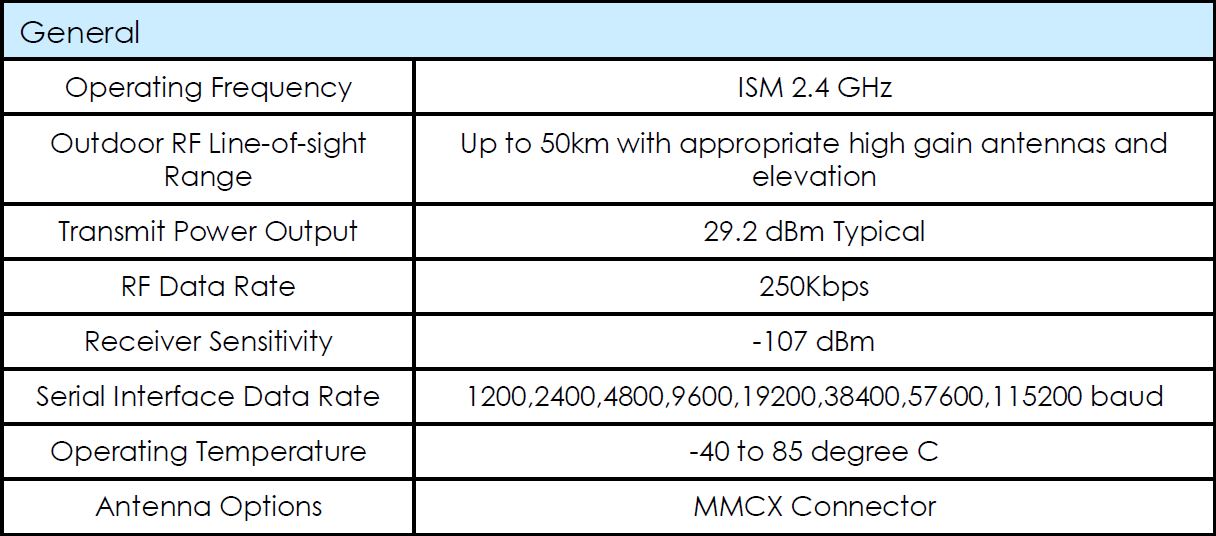 General
Operating Frequency
ISM 2.4 GHz
Outdoor RF Line-of-sight
Range
Up to 50km with appropriate high gain antennas and
elevation
Transmit Power Output
29.2 dBm Typical
RF Data Rate
250Kbps
Receiver Sensitivity
-107 dBm
Serial Interface Data Rate
1200,2400,4800,9600,19200,38400,57600,115200 baud
Operating Temperature
-40 to 85 degree C
Antenna Options
MMCX Connector